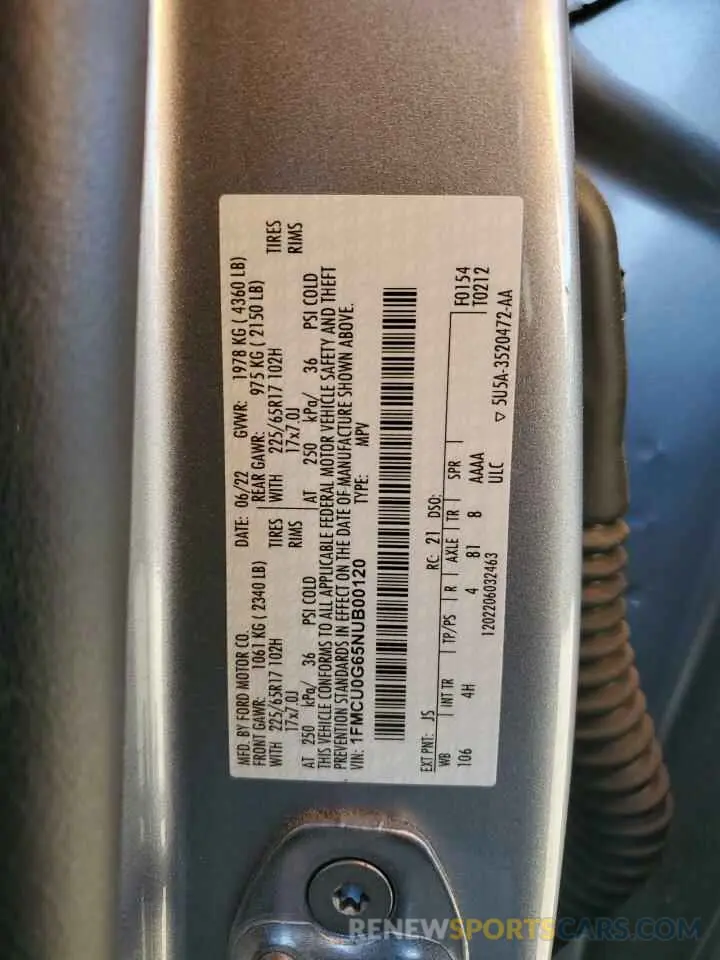 MFD. BY FORD MOTOR CO.
DATE: 06/22 GVWR: 1978 KG ( 4360 LB)
FRONT GAWR: 1061 KG ( 2340 LB) REAR GAWR: 975 KG ( 2150 LB)
WITH 225/65R17 102H TIRES WITH 225/65R17 102H TIRES
17x7.0J RIMS 17x7.0J RIMS
AT 250 kPa/ 36 PSI COLD AT 250 kPa/ 36 PSI COLD
THIS VEHICLE CONFORMS TO ALL APPLICABLE FEDERAL MOTOR VEHICLE SAFETY AND THEFT
PREVENTION STANDARDS IN EFFECT ON THE DATE OF MANUFACTURE SHOWN ABOVE.
VIN: 1FMCU0G65NUB00120 TYPE: MPV
F0154
T0212
EXT PNT: JS RC: 21 DSO:
WB INT TR TP/PS R AXLE TR SPR
106 4H 4 81 8 AAAA
ULC
1202206032463 ▽ 5U5A-3520472-AA
RENEWSPORTSCARS.COM